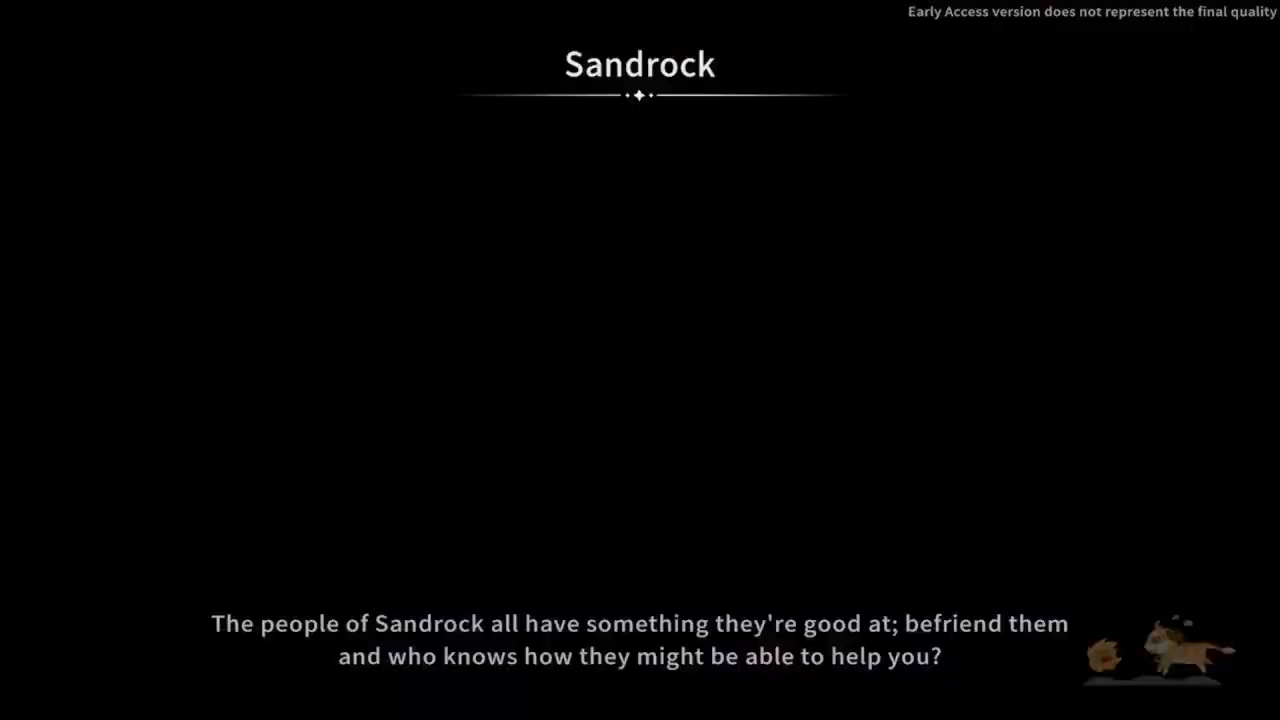 Early Access version does not represent the final quality
Sandrock
The people of Sandrock all have something they're good at; befriend them
and who knows how they might be able to help you?